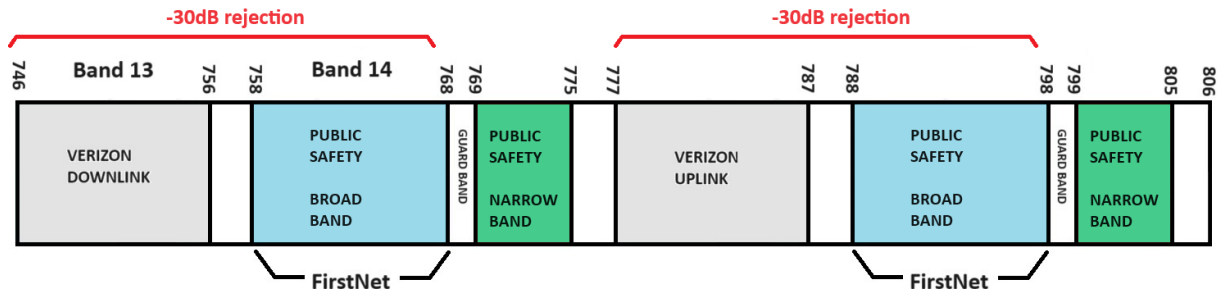 -30dB rejection
-30dB rejection
Band 13
Band 14
746
756
758
768
769
775
777
787
788
798
799
805
806
VERIZON
DOWNLINK
PUBLIC
SAFETY
BROAD
BAND
GUARD BAND
PUBLIC
SAFETY
NARROW
BAND
VERIZON
UPLINK
PUBLIC
SAFETY
BROAD
BAND
GUARD BAND
PUBLIC
SAFETY
NARROW
BAND
FirstNet
FirstNet